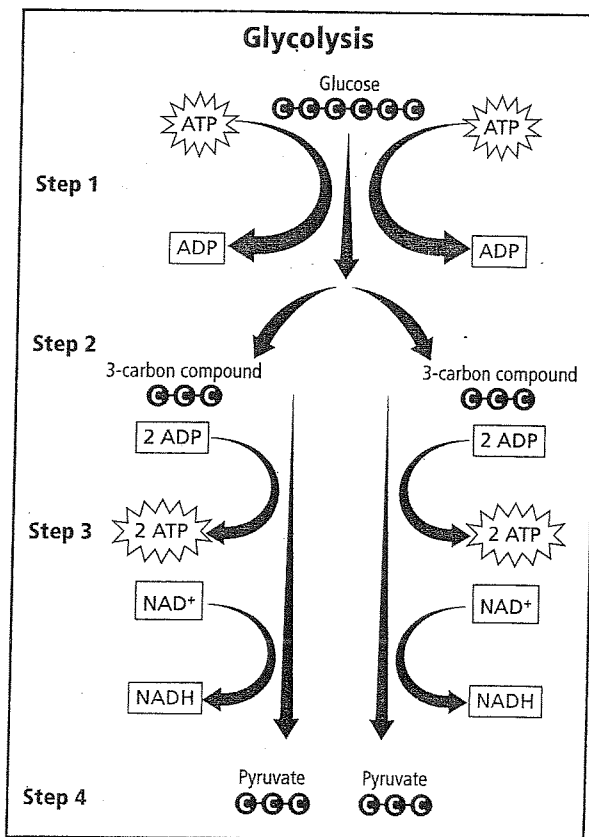 Glycolysis
Glucose
C C C C C C
ATP
ATP
Step 1
ADP
ADP
Step 2
3-carbon compound
3-carbon compound
C C C
C C C
2 ADP
2 ADP
Step 3
2 ATP
2 ATP
NAD+
NAD+
NADH
NADH
Pyruvate
Pyruvate
Step 4
C C C
C C C